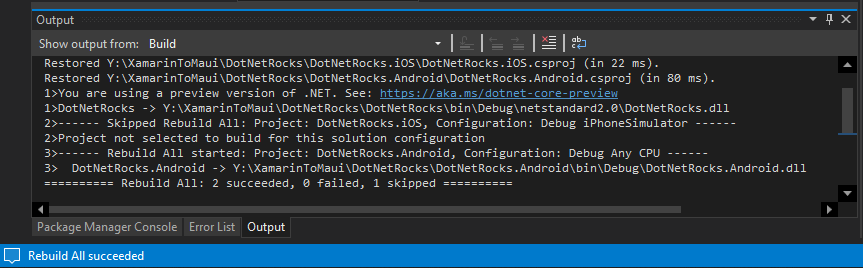 Output
Show output from: Build
Restored Y:\XamarinToMaui\DotNetRocks\DotNetRocks.iOS\DotNetRocks.iOS.csproj (in 22 ms).
Restored Y:\XamarinToMaui\DotNetRocks\DotNetRocks.Android\DotNetRocks.Android.csproj (in 80 ms).
1>You are using a preview version of .NET. See: https://aka.ms/dotnet-core-preview
1>DotNetRocks -> Y:\XamarinToMaui\DotNetRocks\DotNetRocks\bin\Debug\netstandard2.0\DotNetRocks.dll
2>------ Skipped Rebuild All: Project: DotNetRocks.iOS, Configuration: Debug iPhoneSimulator ------
2>Project not selected to build for this solution configuration
3>------ Rebuild All started: Project: DotNetRocks.Android, Configuration: Debug Any CPU ------
3>  DotNetRocks.Android -> Y:\XamarinToMaui\DotNetRocks\DotNetRocks.Android\bin\Debug\DotNetRocks.Android.dll
========== Rebuild All: 2 succeeded, 0 failed, 1 skipped ==========
Package Manager Console Error List Output
Rebuild All succeeded